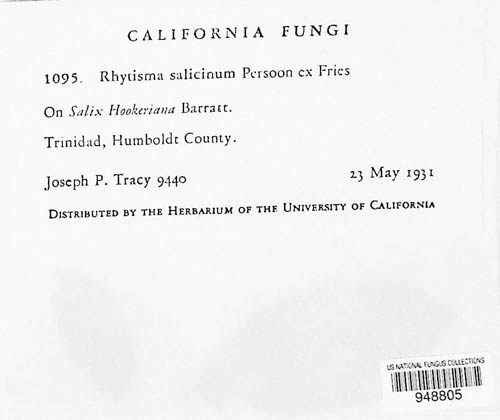 CALIFORNIA FUNGI
1095. Rhytisma salicinum Persoon ex Fries
On Salix Hookeriana Barratt.
Trinidad, Humboldt County.
Joseph P. Tracy 9440 23 May 1931
DISTRIBUTED BY THE HERBARIUM OF THE UNIVERSITY OF CALIFORNIA
US NATIONAL FUNGUS COLLECTIONS
948805